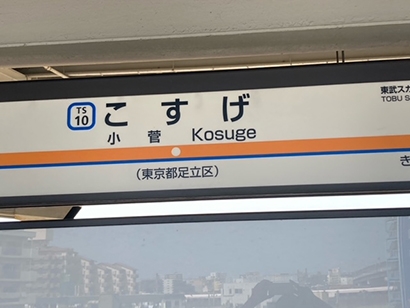 TS
10
こすげ
小菅 Kosuge
(東京都足立区)
東武スカ
TOBU S
き